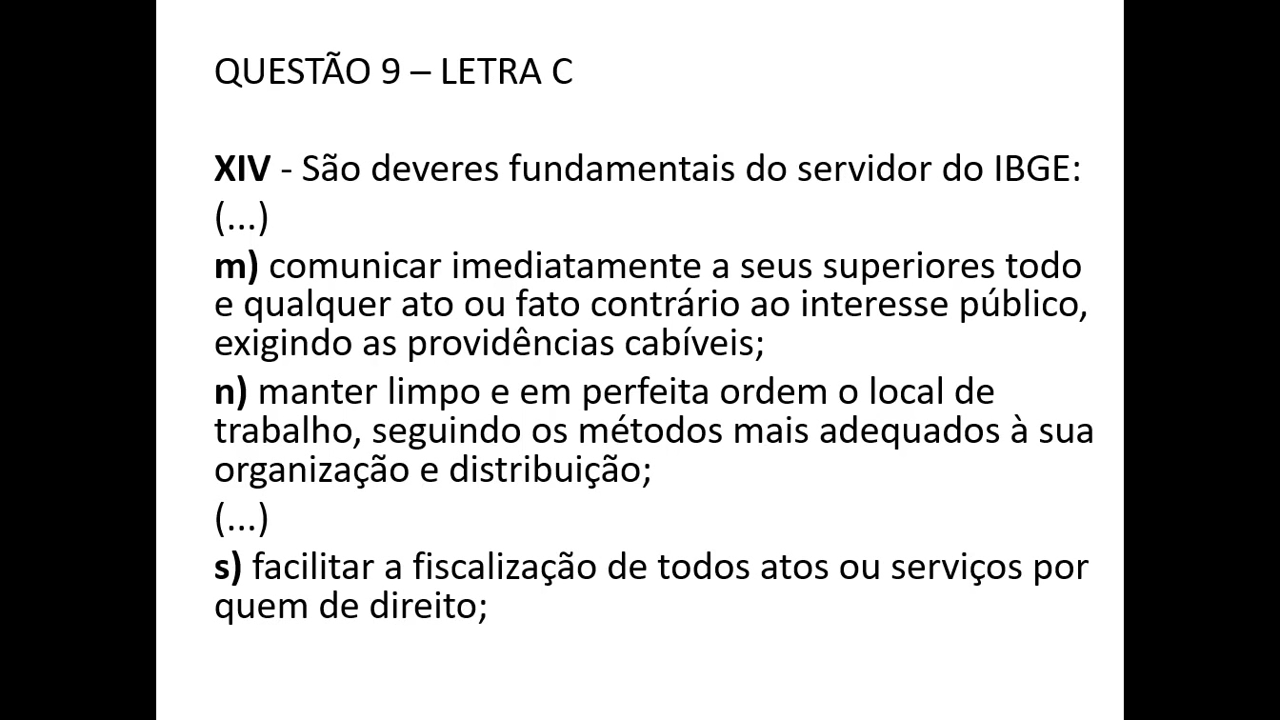 QUESTÃO 9 – LETRA C
XIV - São deveres fundamentais do servidor do IBGE:
(...)
m) comunicar imediatamente a seus superiores todo
e qualquer ato ou fato contrário ao interesse público,
exigindo as providências cabíveis;
n) manter limpo e em perfeita ordem o local de
trabalho, seguindo os métodos mais adequados à sua
organização e distribuição;
(...)
s) facilitar a fiscalização de todos atos ou serviços por
quem de direito;